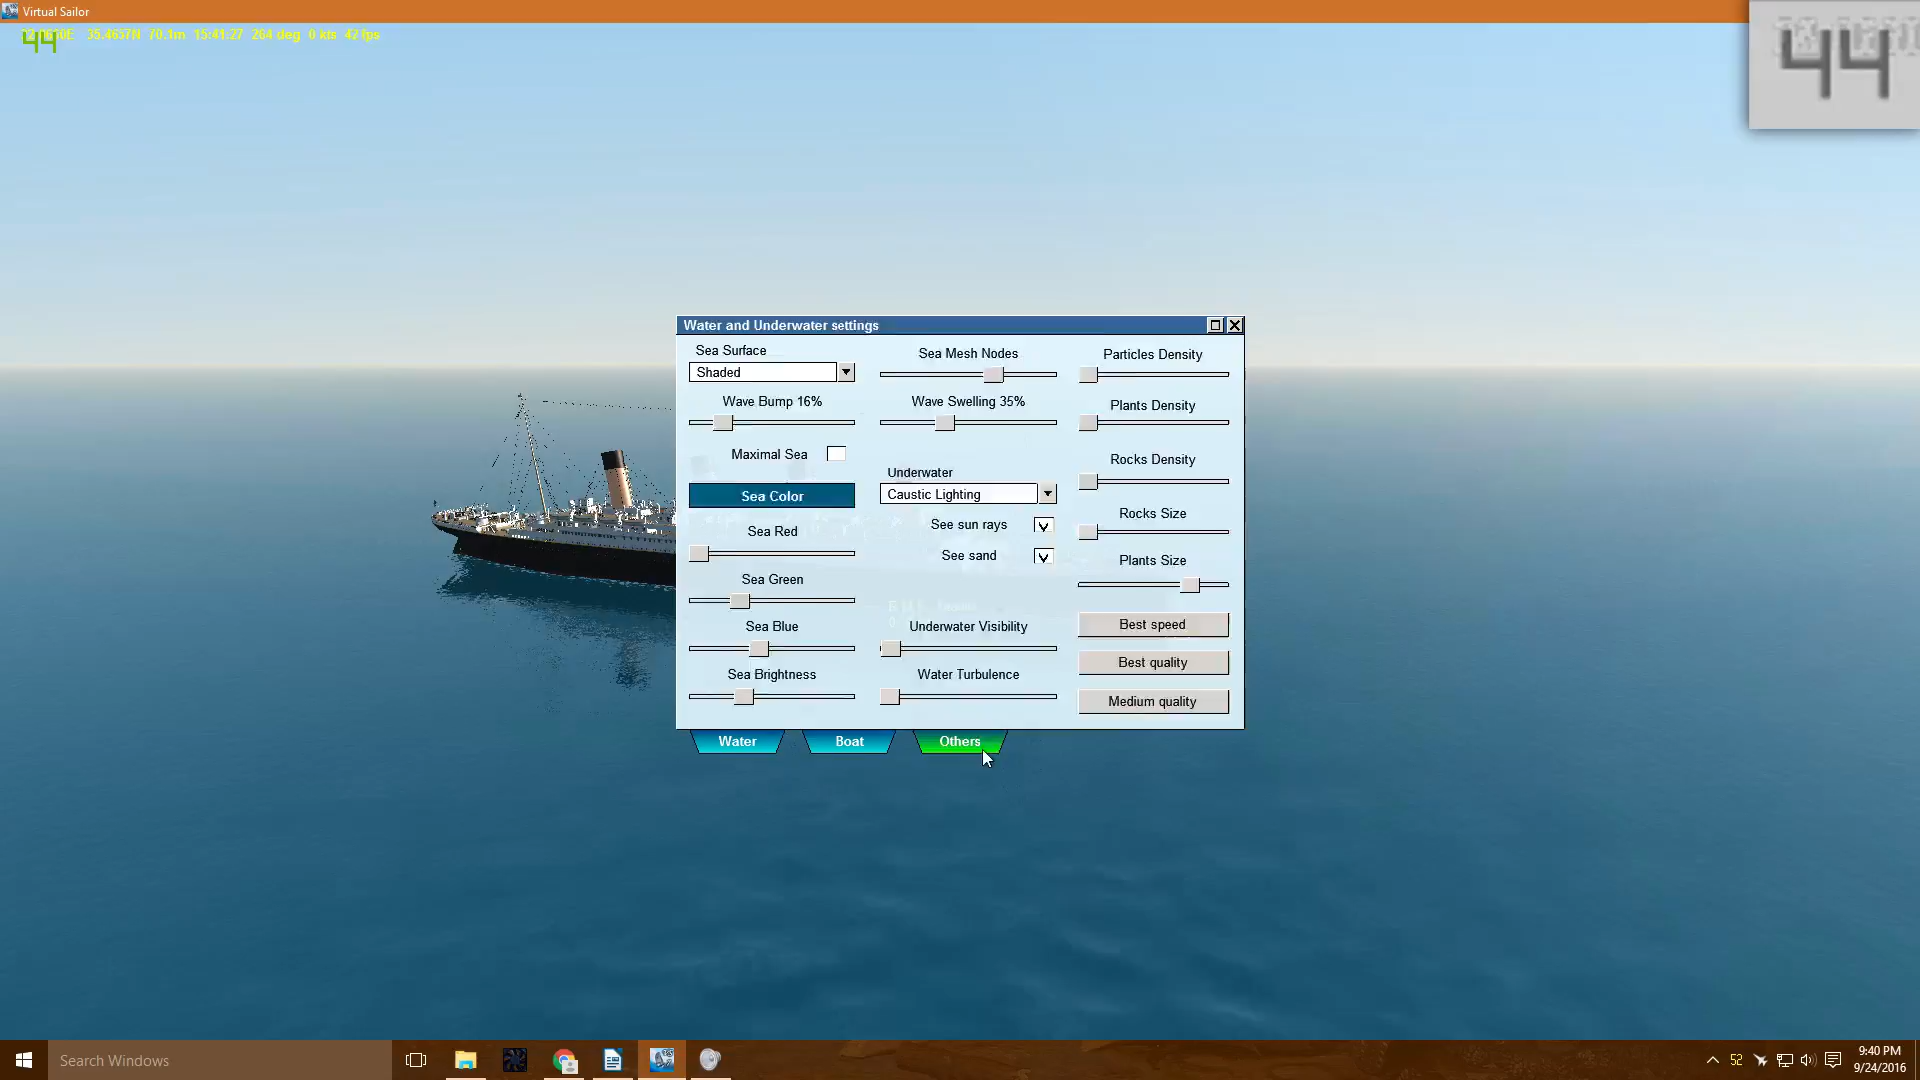 Virtual Sailor
35.4657N 70.1m 15:41:27 264 deg 0 kts 47 fps
44
44
Water and Underwater settings
Sea Surface
Shaded
Sea Mesh Nodes
Particles Density
Wave Bump 16%
Wave Swelling 35%
Plants Density
Maximal Sea
Underwater
Caustic Lighting
Rocks Density
Sea Color
See sun rays
Rocks Size
Sea Red
See sand
Plants Size
Sea Green
Sea Blue
Underwater Visibility
Best speed
Sea Brightness
Water Turbulence
Best quality
Medium quality
Water
Boat
Others
Search Windows
52
9:40 PM
9/24/2016